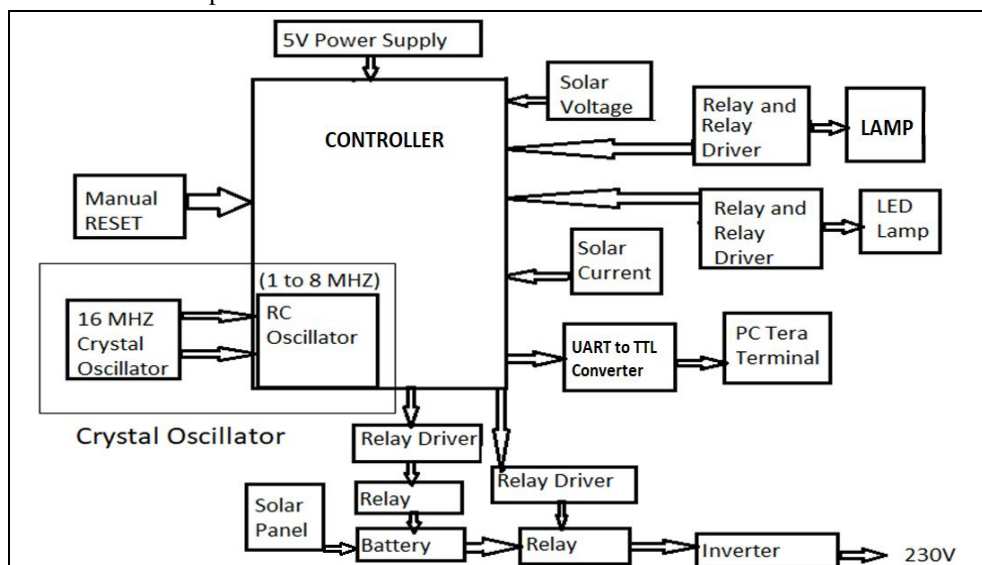 5V Power Supply
CONTROLLER
Solar
Voltage
Relay and
Relay
Driver
LAMP
Manual
RESET
Relay and
Relay
Driver
LED
Lamp
Solar
Current
(1 to 8 MHZ)
RC
Oscillator
16 MHZ
Crystal
Oscillator
UART to TTL
Converter
PC Tera
Terminal
Crystal Oscillator
Relay Driver
Relay Driver
Relay
Solar
Panel
Battery
Relay
Inverter
230V